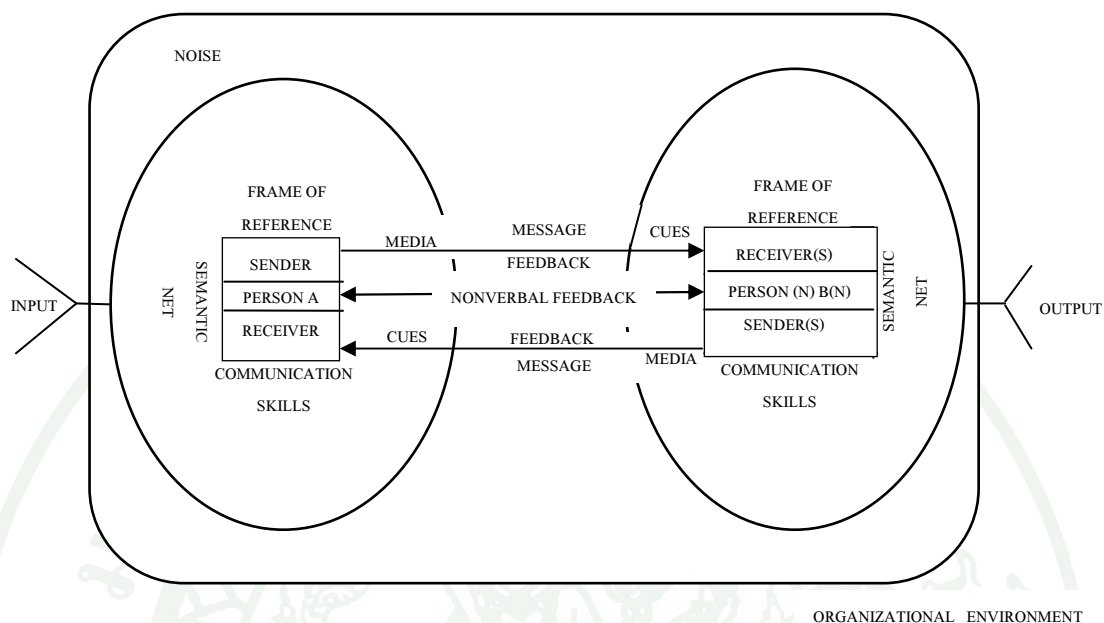 NOISE
FRAME OF
REFERENCE
SENDER
PERSON A
RECEIVER
SEMANTIC
NET
COMMUNICATION
SKILLS
INPUT
MEDIA
MESSAGE
CUES
FEEDBACK
NONVERBAL FEEDBACK
CUES
FEEDBACK
MESSAGE
MEDIA
FRAME OF
REFERENCE
RECEIVER(S)
PERSON (N) B(N)
SENDER(S)
SEMANTIC
NET
COMMUNICATION
SKILLS
OUTPUT
ORGANIZATIONAL ENVIRONMENT